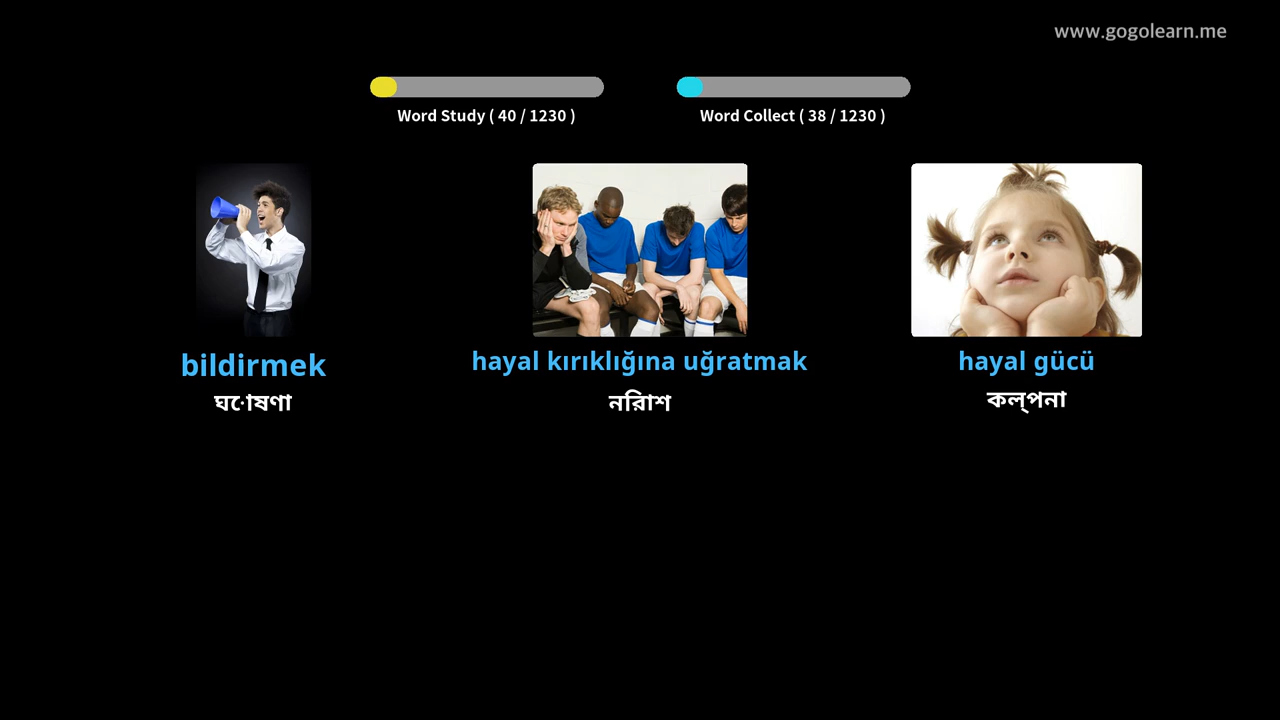 www.gogolearn.me
Word Study ( 40 / 1230 )
Word Collect ( 38 / 1230 )
bildirmek
ঘোষণা
hayal kırıklığına uğratmak
নিরাশ
hayal gücü
কল্পনা